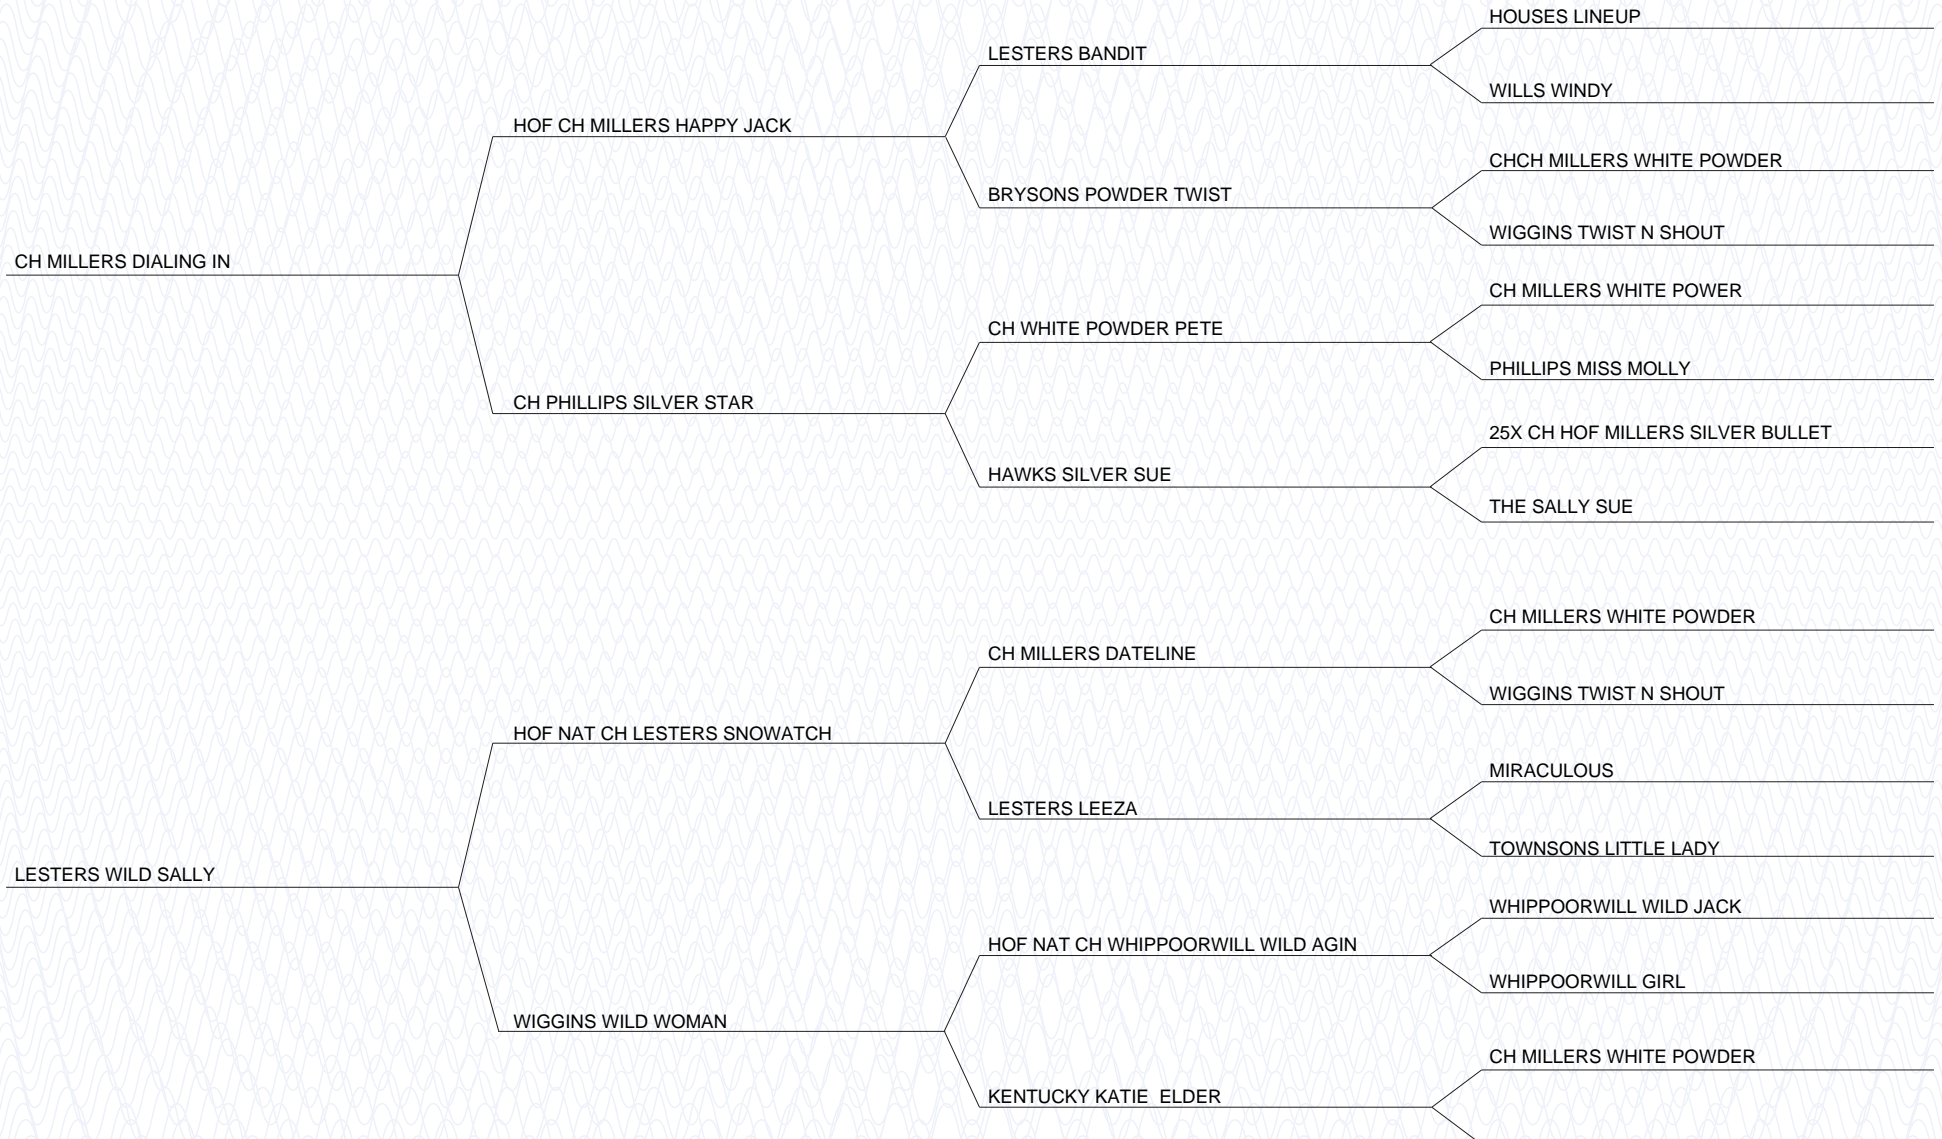 HOUSES LINEUP
LESTERS BANDIT
WILLS WINDY
HOF CH MILLERS HAPPY JACK
CHCH MILLERS WHITE POWDER
BRYSONS POWDER TWIST
WIGGINS TWIST N SHOUT
CH MILLERS DIALING IN
CH MILLERS WHITE POWER
CH WHITE POWDER PETE
PHILLIPS MISS MOLLY
CH PHILLIPS SILVER STAR
25X CH HOF MILLERS SILVER BULLET
HAWKS SILVER SUE
THE SALLY SUE
CH MILLERS WHITE POWDER
CH MILLERS DATELINE
WIGGINS TWIST N SHOUT
HOF NAT CH LESTERS SNOWATCH
MIRACULOUS
LESTERS LEEZA
TOWNSONS LITTLE LADY
LESTERS WILD SALLY
WHIPPOORWILL WILD JACK
HOF NAT CH WHIPPOORWILL WILD AGIN
WHIPPOORWILL GIRL
WIGGINS WILD WOMAN
CH MILLERS WHITE POWDER
KENTUCKY KATIE  ELDER